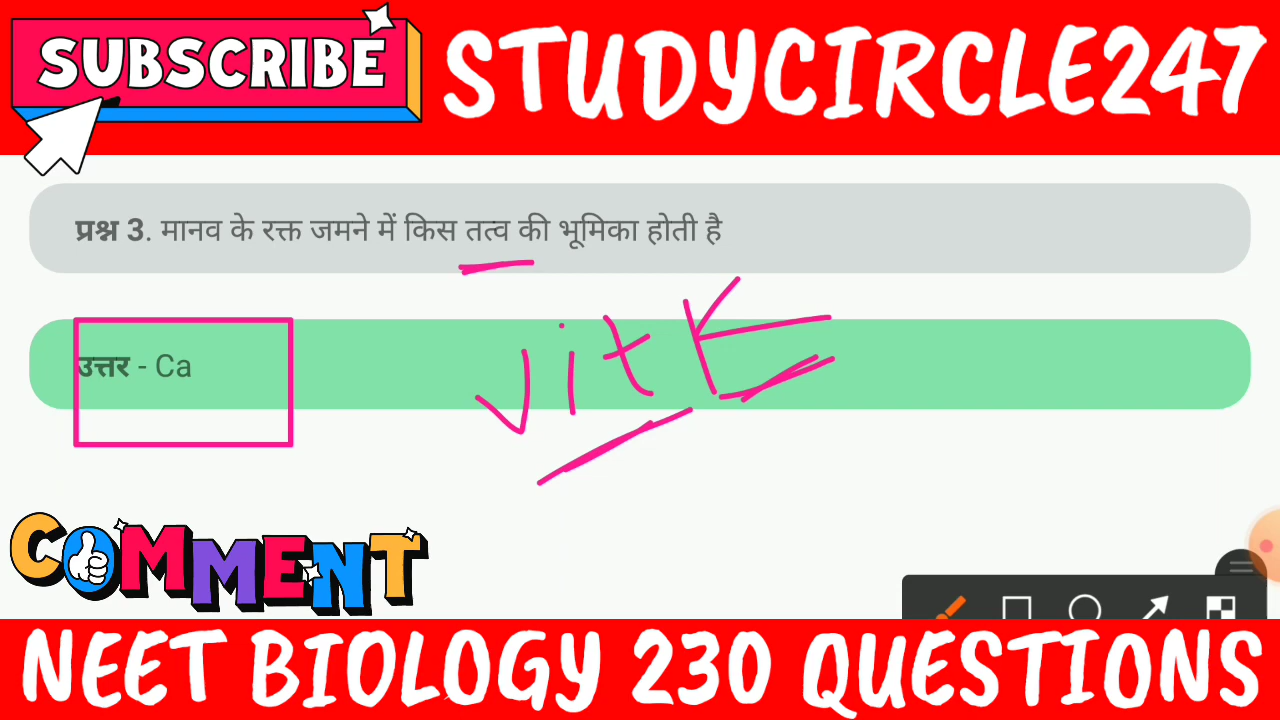 SUBSCRIBE
STUDYCIRCLE247
प्रश्न 3. मानव के रक्त जमने में किस तत्व की भूमिका होती है
उत्तर - Ca
vit K
COMMENT
NEET BIOLOGY 230 QUESTIONS